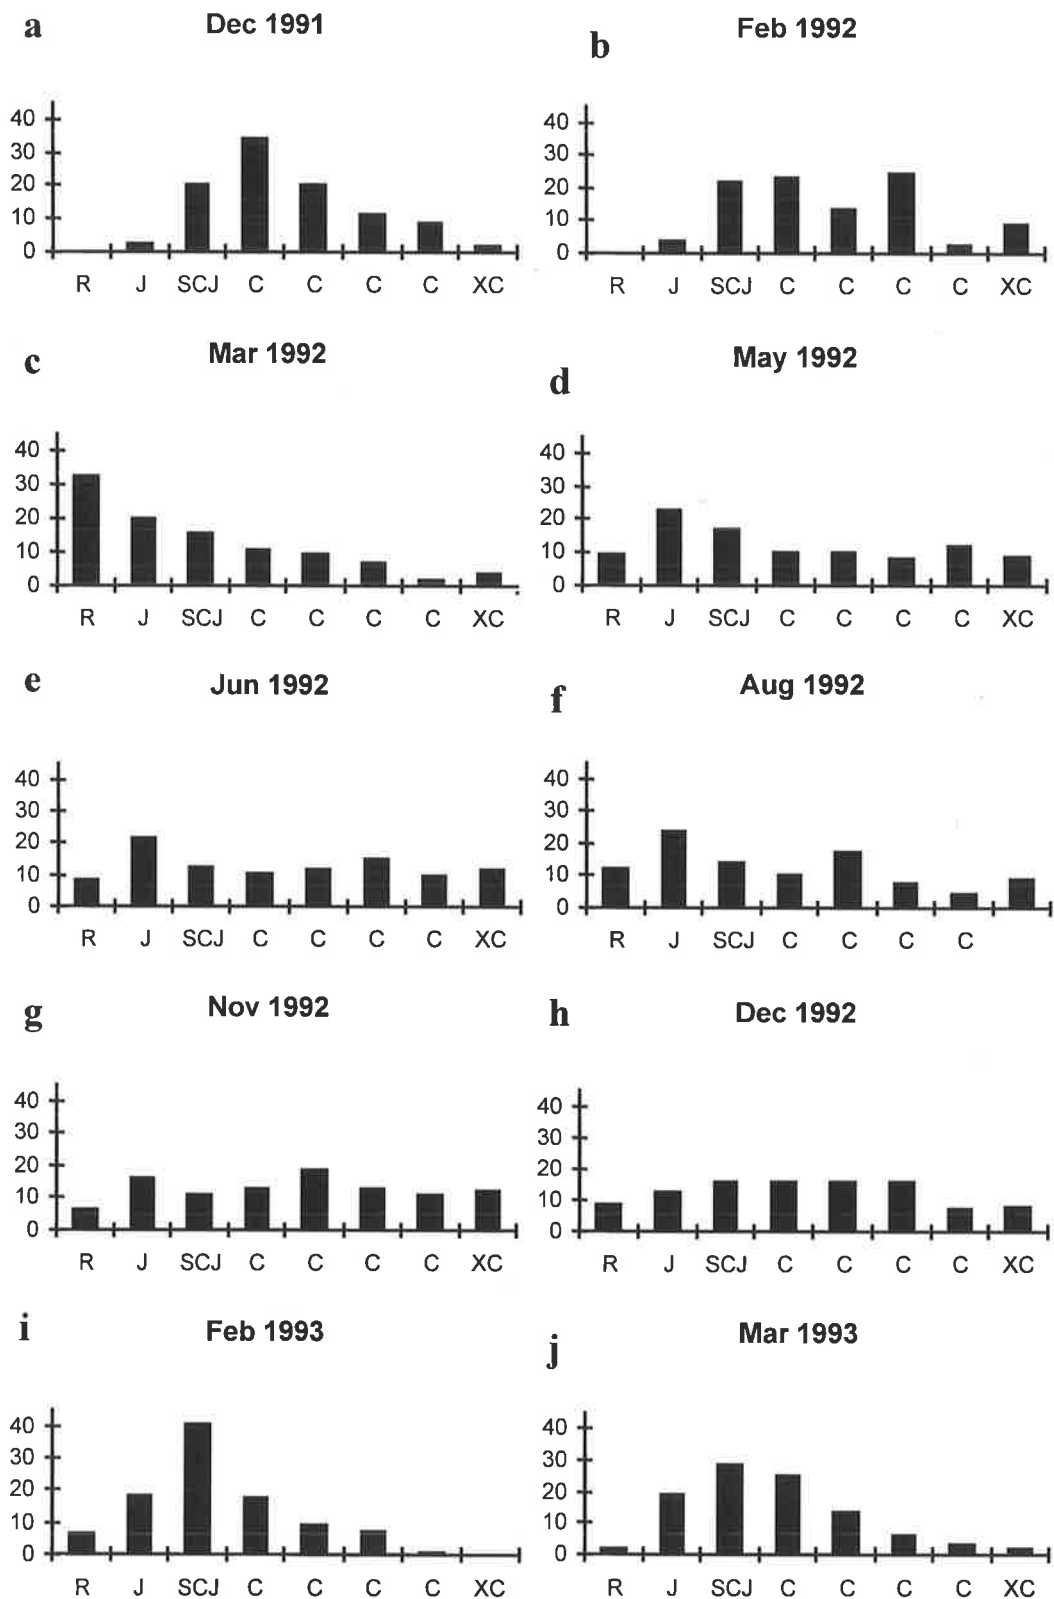 a Dec 1991
40
30
20
10
0
R J SCJ C C C C XC
b Feb 1992
40
30
20
10
0
R J SCJ C C C C XC
c Mar 1992
40
30
20
10
0
R J SCJ C C C C XC
d May 1992
40
30
20
10
0
R J SCJ C C C C XC
e Jun 1992
40
30
20
10
0
R J SCJ C C C C XC
f Aug 1992
40
30
20
10
0
R J SCJ C C C C
g Nov 1992
40
30
20
10
0
R J SCJ C C C C XC
h Dec 1992
40
30
20
10
0
R J SCJ C C C C XC
i Feb 1993
40
30
20
10
0
R J SCJ C C C C XC
j Mar 1993
40
30
20
10
0
R J SCJ C C C C XC